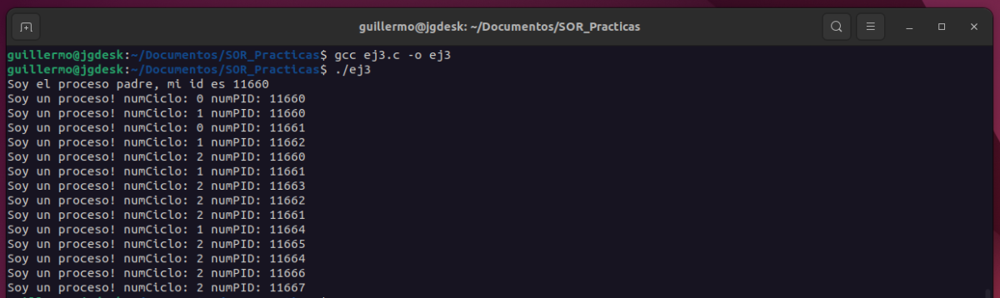 guillermo@jgdesk: ~/Documentos/SOR_Practicas
guillermo@jgdesk:~/Documentos/SOR_Practicas$ gcc ej3.c -o ej3
guillermo@jgdesk:~/Documentos/SOR_Practicas$ ./ej3
Soy el proceso padre, mi id es 11660
Soy un proceso! numCiclo: 0 numPID: 11660
Soy un proceso! numCiclo: 1 numPID: 11660
Soy un proceso! numCiclo: 0 numPID: 11661
Soy un proceso! numCiclo: 1 numPID: 11662
Soy un proceso! numCiclo: 2 numPID: 11660
Soy un proceso! numCiclo: 1 numPID: 11661
Soy un proceso! numCiclo: 2 numPID: 11663
Soy un proceso! numCiclo: 2 numPID: 11662
Soy un proceso! numCiclo: 2 numPID: 11661
Soy un proceso! numCiclo: 1 numPID: 11664
Soy un proceso! numCiclo: 2 numPID: 11665
Soy un proceso! numCiclo: 2 numPID: 11664
Soy un proceso! numCiclo: 2 numPID: 11666
Soy un proceso! numCiclo: 2 numPID: 11667